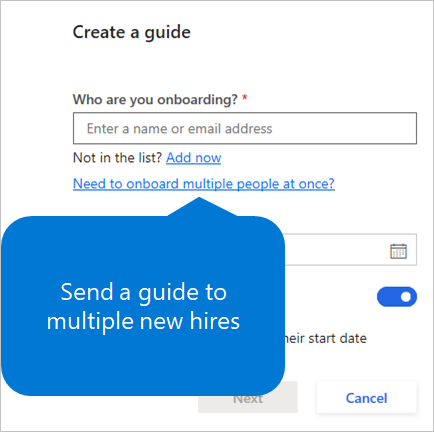 Create a guide
Who are you onboarding? *
Enter a name or email address
Not in the list? Add now
Need to onboard multiple people at once?
Send a guide to
multiple new hires
start date
Next
Cancel